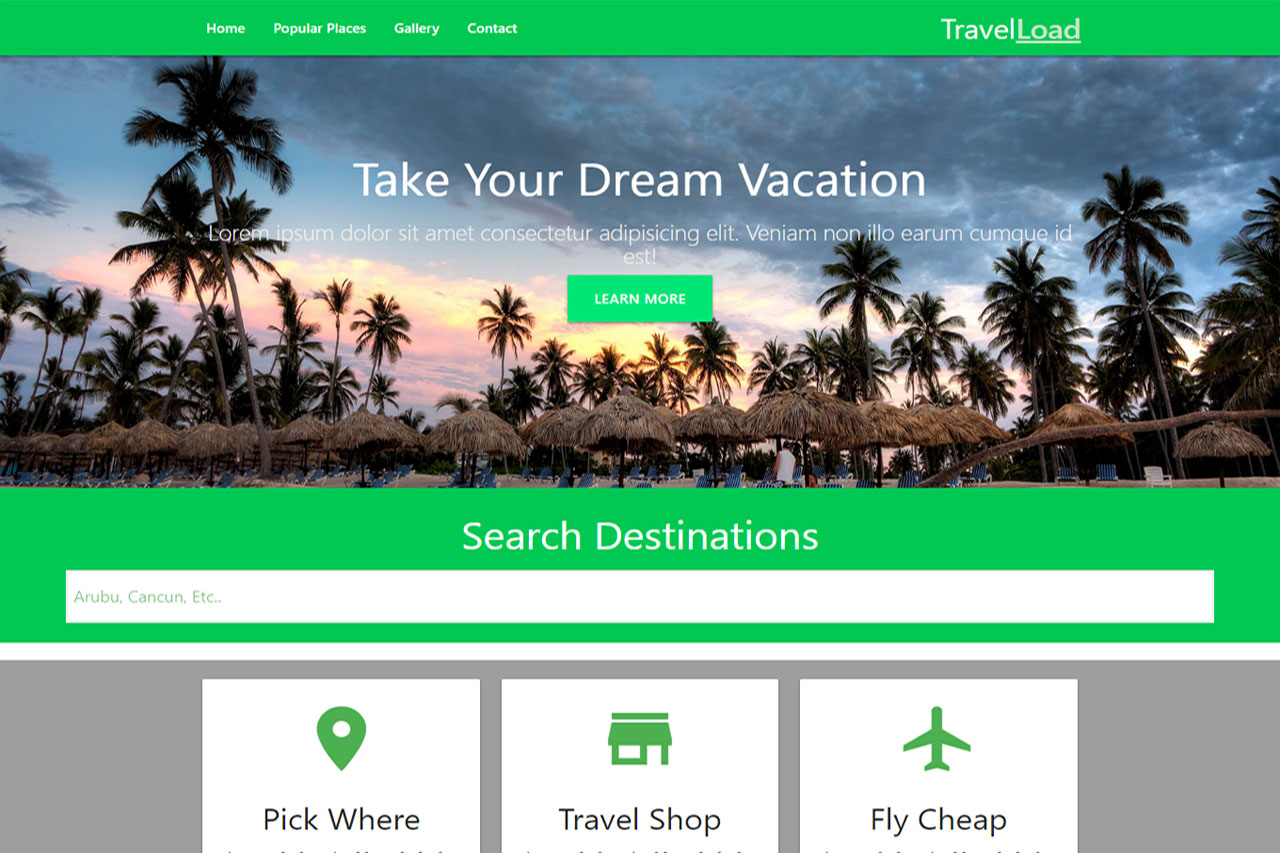 Home Popular Places Gallery Contact TravelLoad
Take Your Dream Vacation
Lorem ipsum dolor sit amet consectetur adipisicing elit. Veniam non illo earum cumque id
est!
LEARN MORE
Search Destinations
Arubu, Cancun, Etc..
Pick Where Travel Shop Fly Cheap